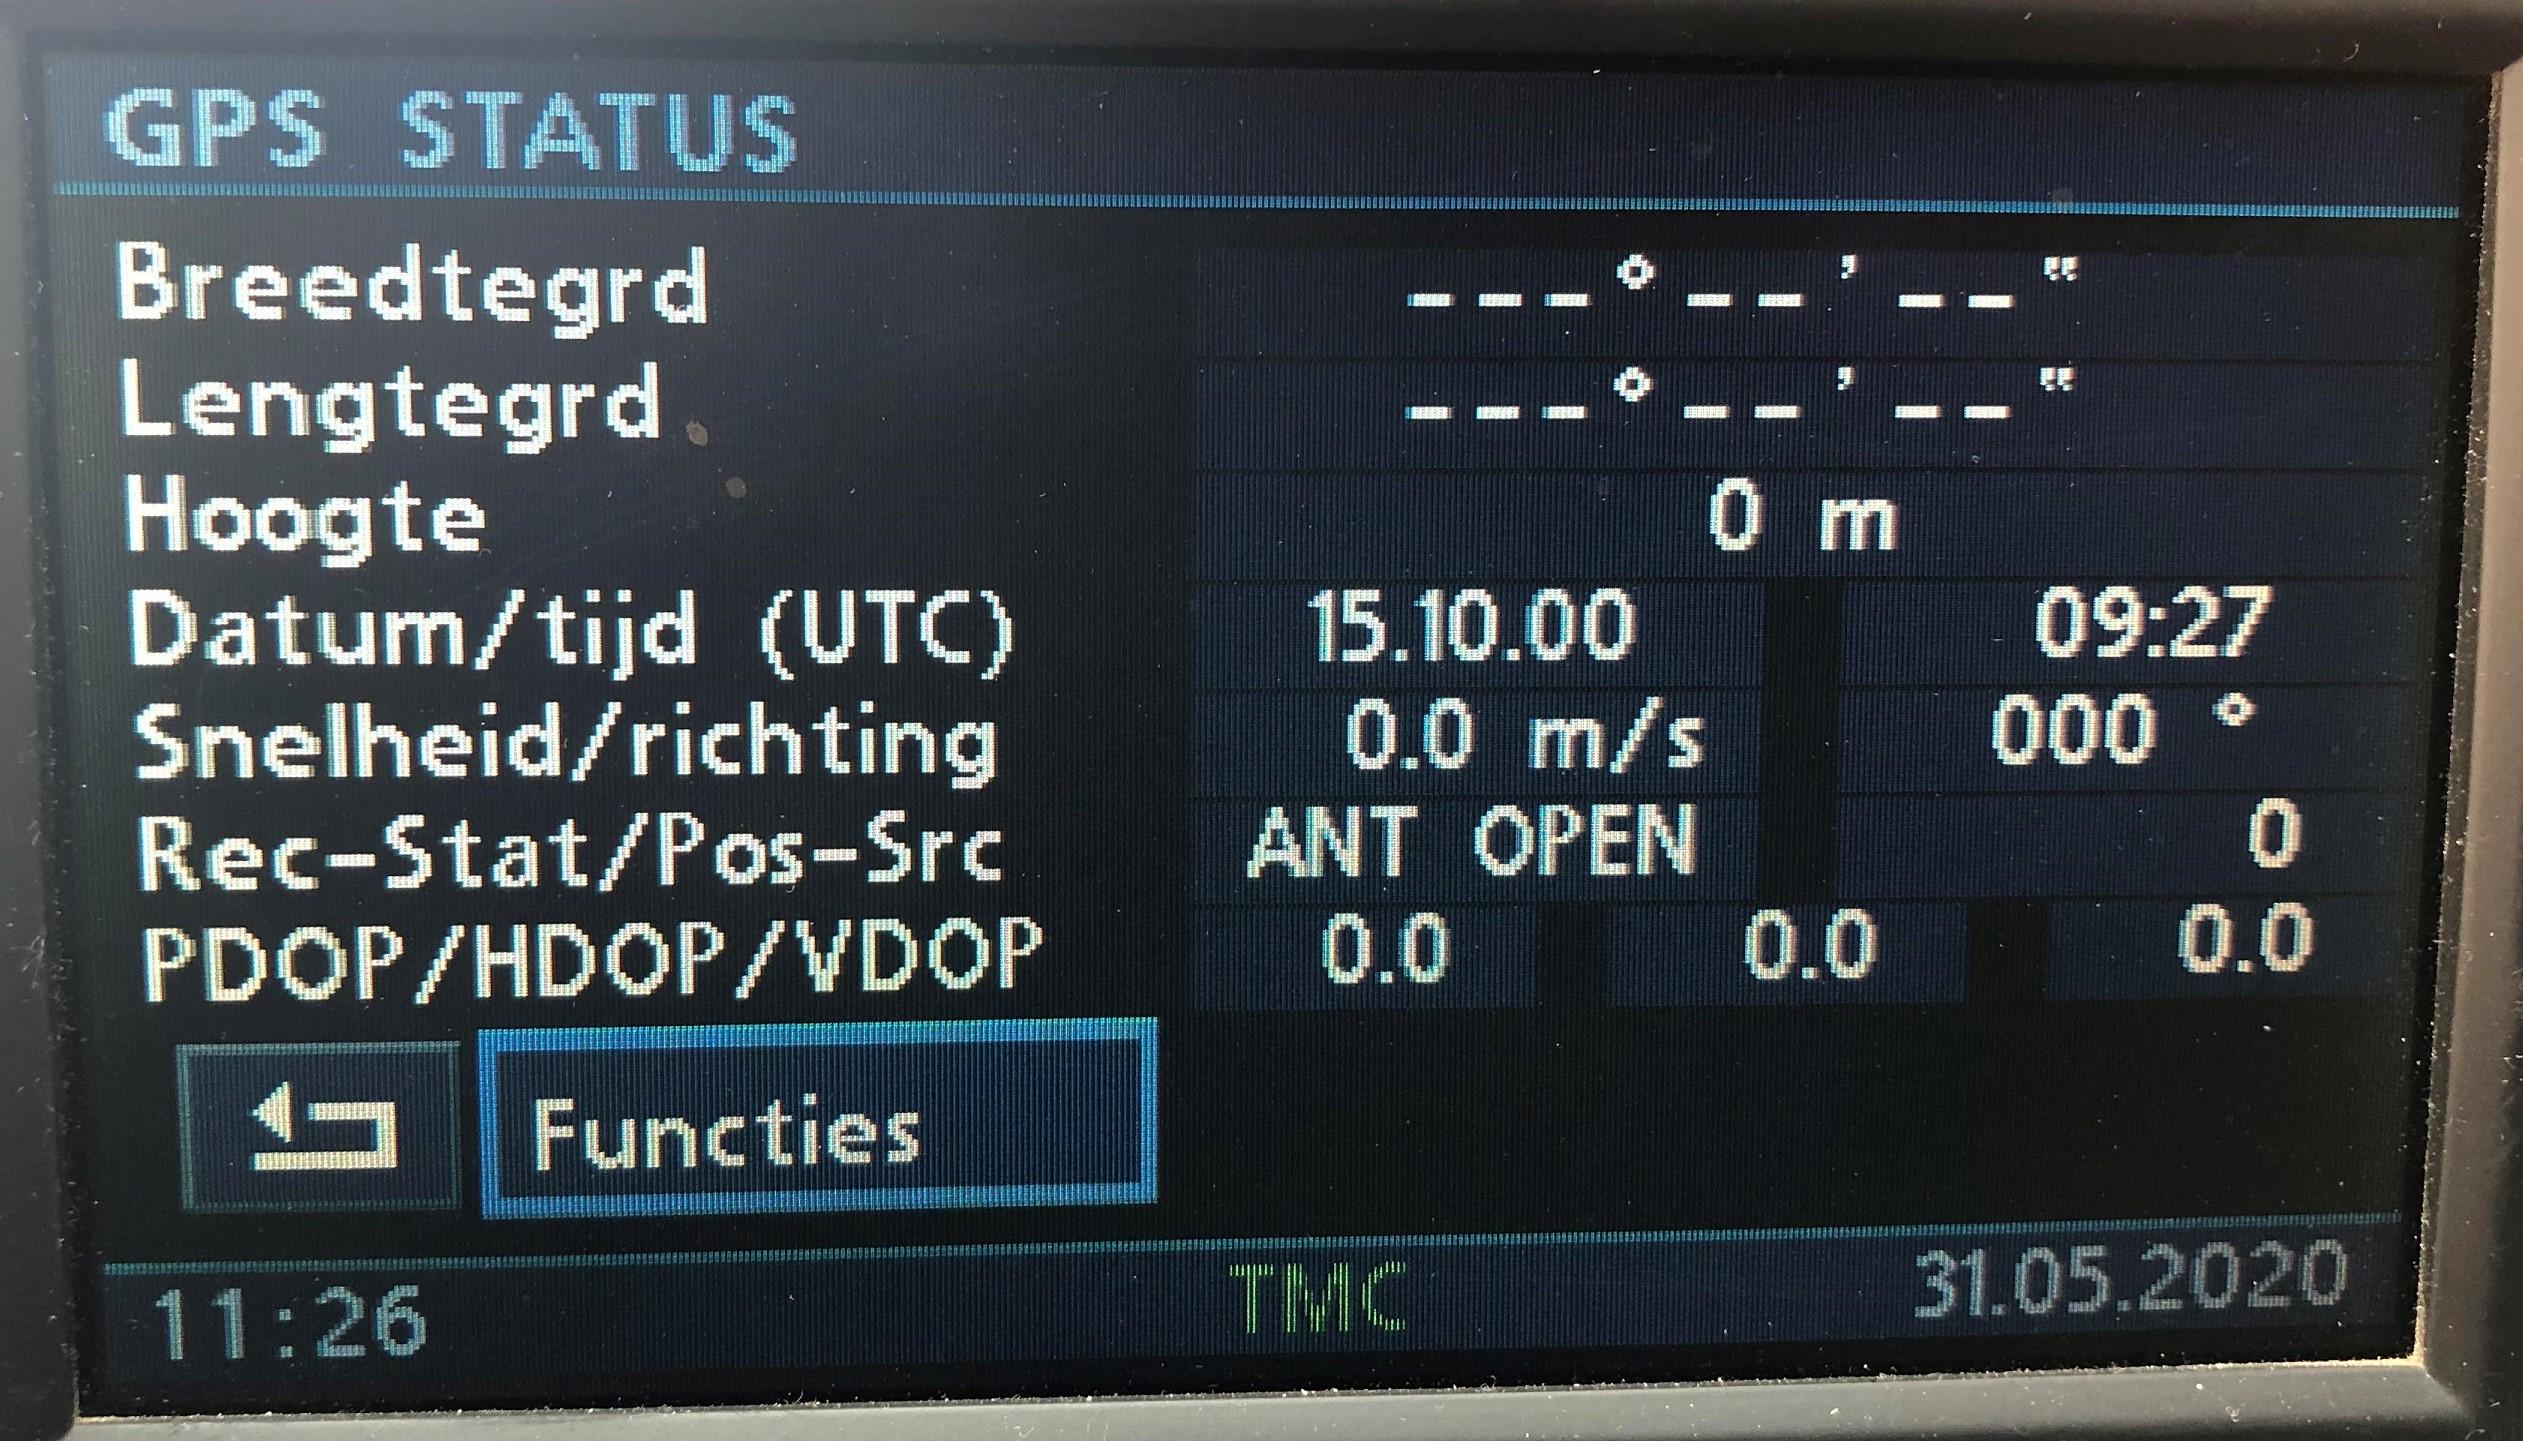 GPS STATUS
Breedtegrd ---°--’--"
Lengtegrd ---°--’--"
Hoogte 0 m
Datum/tijd (UTC) 15.10.00 09:27
Snelheid/richting 0.0 m/s 000 °
Rec-Stat/Pos-Src ANT OPEN 0
PDOP/HDOP/VDOP 0.0 0.0 0.0
Functies
11:26 TMC 31.05.2020